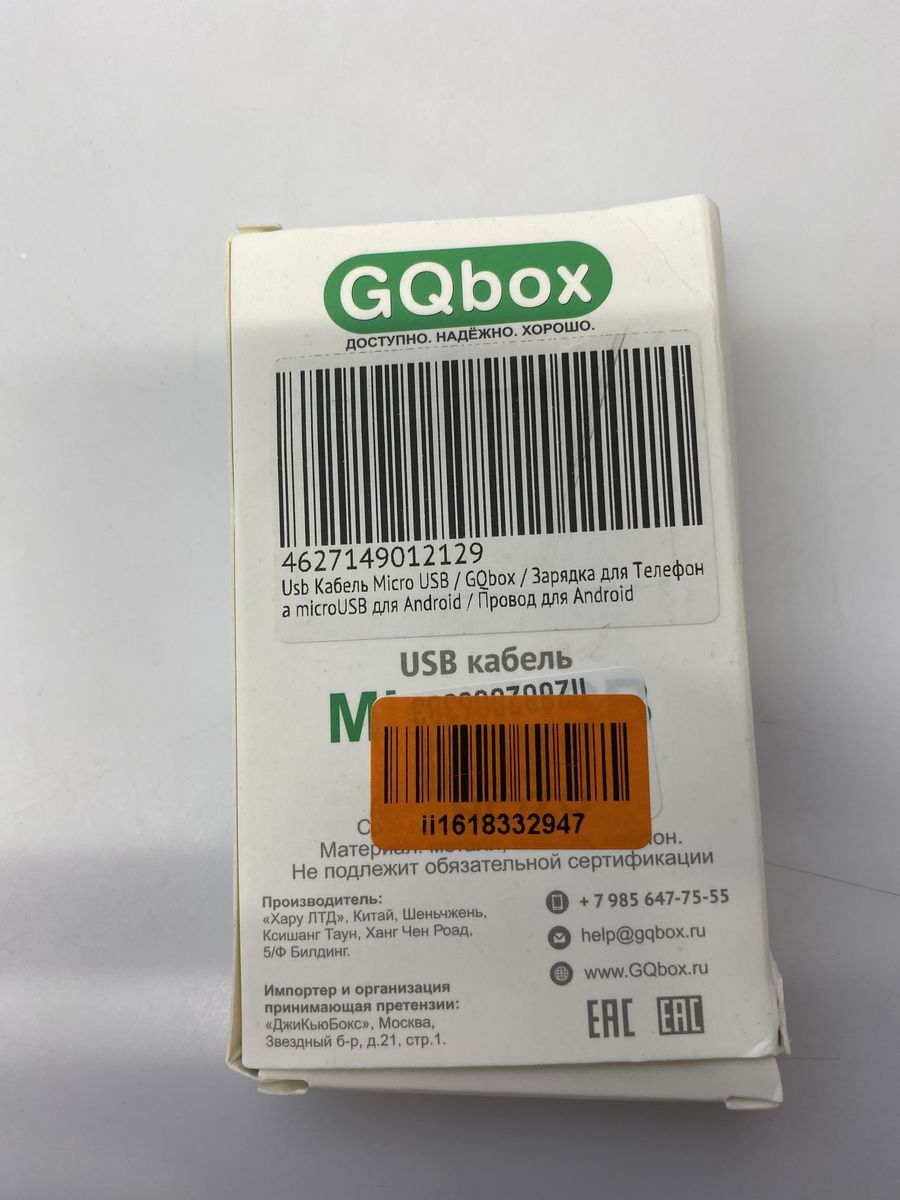 GQbox
ДОСТУПНО. НАДЁЖНО. ХОРОШО.
4627149012129
Usb Кабель Micro USB / GQbox / Зарядка для Телефон
а microUSB для Android / Провод для Android
USB кабель
ii1618332947
Материал:
Не подлежит обязательной сертификации
Производитель:
«Хару ЛТД», Китай, Шеньчжень,
Ксишанг Таун, Ханг Чен Роад,
5/Ф Билдинг.
+ 7 985 647-75-55
help@gqbox.ru
www.GQbox.ru
Импортер и организация
принимающая претензии:
«ДжиКьюБокс», Москва,
Звездный б-р, д.21, стр.1.
EAC EAC